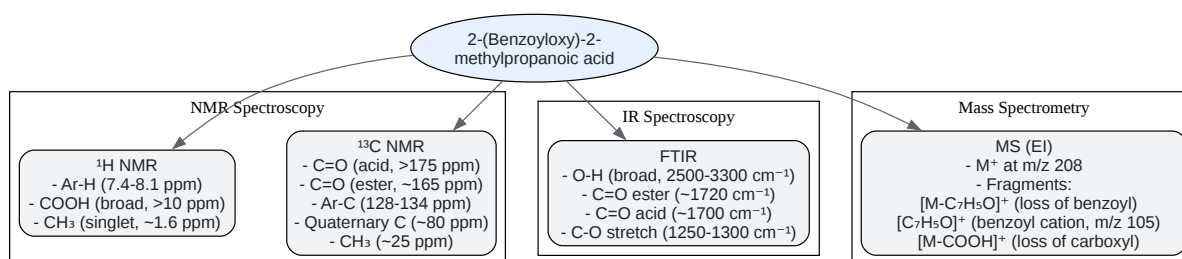 2-(Benzoyloxy)-2-
methylpropanoic acid
NMR Spectroscopy
¹H NMR
- Ar-H (7.4-8.1 ppm)
- COOH (broad, >10 ppm)
- CH₃ (singlet, ~1.6 ppm)
¹³C NMR
- C=O (acid, >175 ppm)
- C=O (ester, ~165 ppm)
- Ar-C (128-134 ppm)
- Quaternary C (~80 ppm)
- CH₃ (~25 ppm)
IR Spectroscopy
FTIR
- O-H (broad, 2500-3300 cm⁻¹)
- C=O ester (~1720 cm⁻¹)
- C=O acid (~1700 cm⁻¹)
- C-O stretch (1250-1300 cm⁻¹)
Mass Spectrometry
MS (EI)
- M⁺ at m/z 208
- Fragments:
[M-C₇H₅O]⁺ (loss of benzoyl)
[C₇H₅O]⁺ (benzoyl cation, m/z 105)
[M-COOH]⁺ (loss of carboxyl)